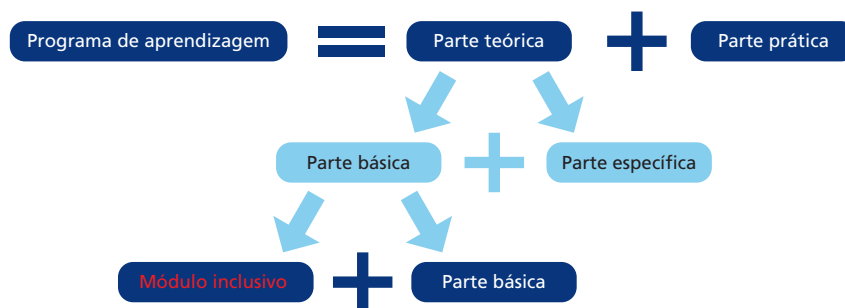 Programa de aprendizagem
Parte teórica
Parte prática
Parte básica
Parte específica
Módulo inclusivo
Parte básica